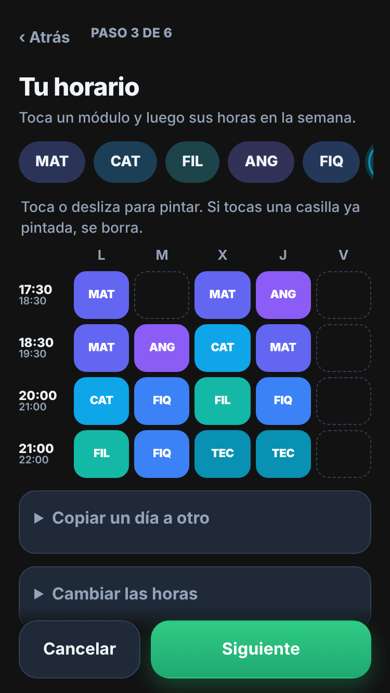 ‹ Atrás
PASO 3 DE 6
Tu horario
Toca un módulo y luego sus horas en la semana.
MAT CAT FIL ANG FIQ
Toca o desliza para pintar. Si tocas una casilla ya
pintada, se borra.
L M X J V
17:30
18:30
MAT MAT ANG
18:30
19:30
MAT ANG CAT MAT
20:00
21:00
CAT FIQ FIL FIQ
21:00
22:00
FIL FIQ TEC TEC
▶ Copiar un día a otro
▶ Cambiar las horas
Cancelar
Siguiente